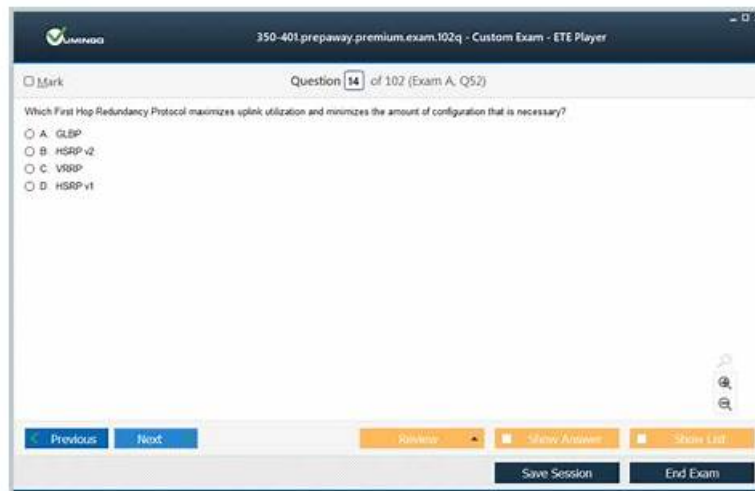 VUMINGO
350-401.prepaway.premium.exam.102q - Custom Exam - ETE Player
Mark
Question 14 of 102 (Exam A, Q52)
Which First Hop Redundancy Protocol maximizes uplink utilization and minimizes the amount of configuration that is necessary?
A. GLBP
B. HSRP v2
C. VRRP
D. HSRP v1
Previous Next Review Show Answer Show List
Save Session End Exam